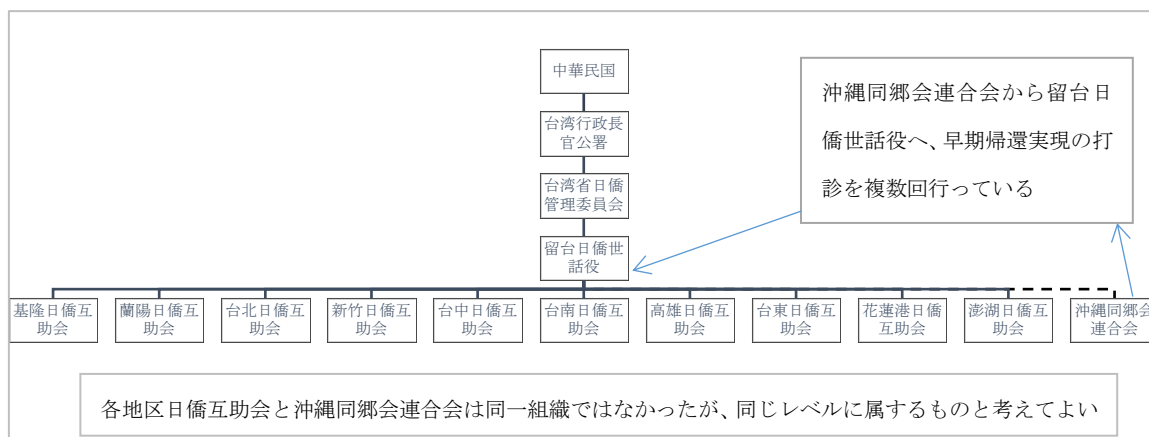 中華民国
沖縄同郷会連合会から留台日
僑世話役へ、早期帰還実現の打
診を複数回行っている
台湾行政長
官公署
台湾省日僑
管理委員会
留台日僑世
話役
基隆日僑互
助会
蘭陽日僑互
助会
台北日僑互
助会
新竹日僑互
助会
台中日僑互
助会
台南日僑互
助会
高雄日僑互
助会
台東日僑互
助会
花蓮港日僑
互助会
澎湖日僑互
助会
沖縄同郷会
連合会
各地区日僑互助会と沖縄同郷会連合会は同一組織ではなかったが、同じレベルに属するものと考えてよい